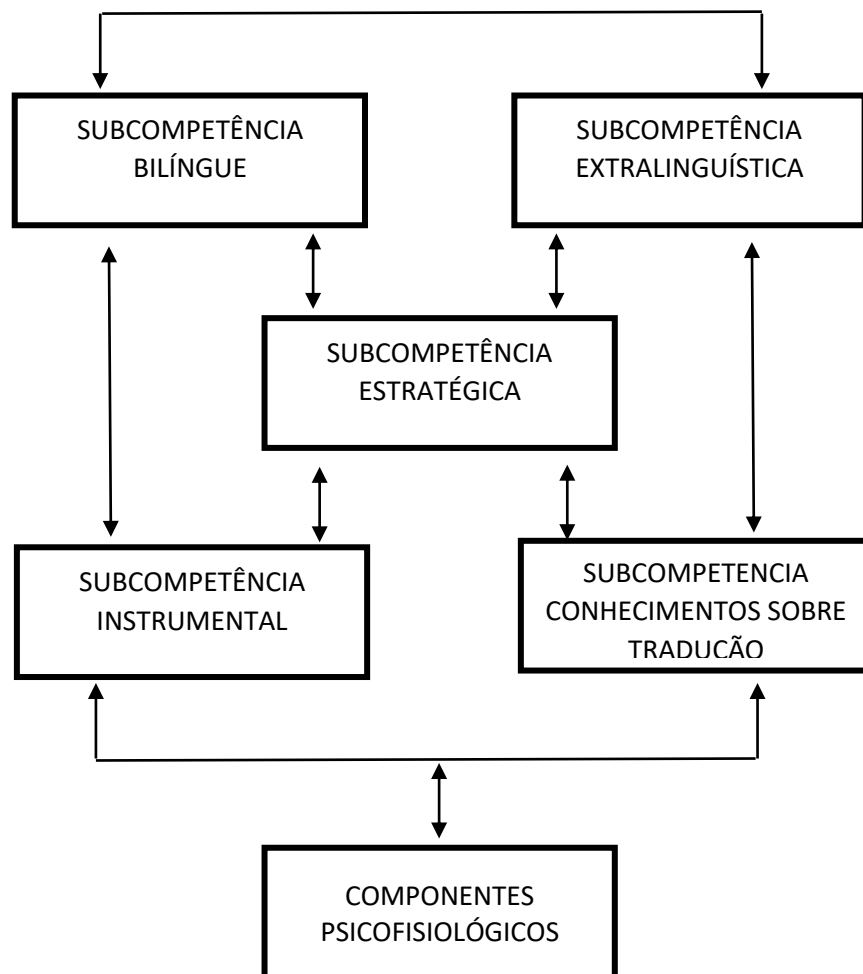 SUBCOMPETÊNCIA
BILÍNGUE
SUBCOMPETÊNCIA
EXTRALINGUÍSTICA
SUBCOMPETÊNCIA
ESTRATÉGICA
SUBCOMPETÊNCIA
INSTRUMENTAL
SUBCOMPETENCIA
CONHECIMENTOS SOBRE
TRADUÇÃO
COMPONENTES
PSICOFISIOLÓGICOS